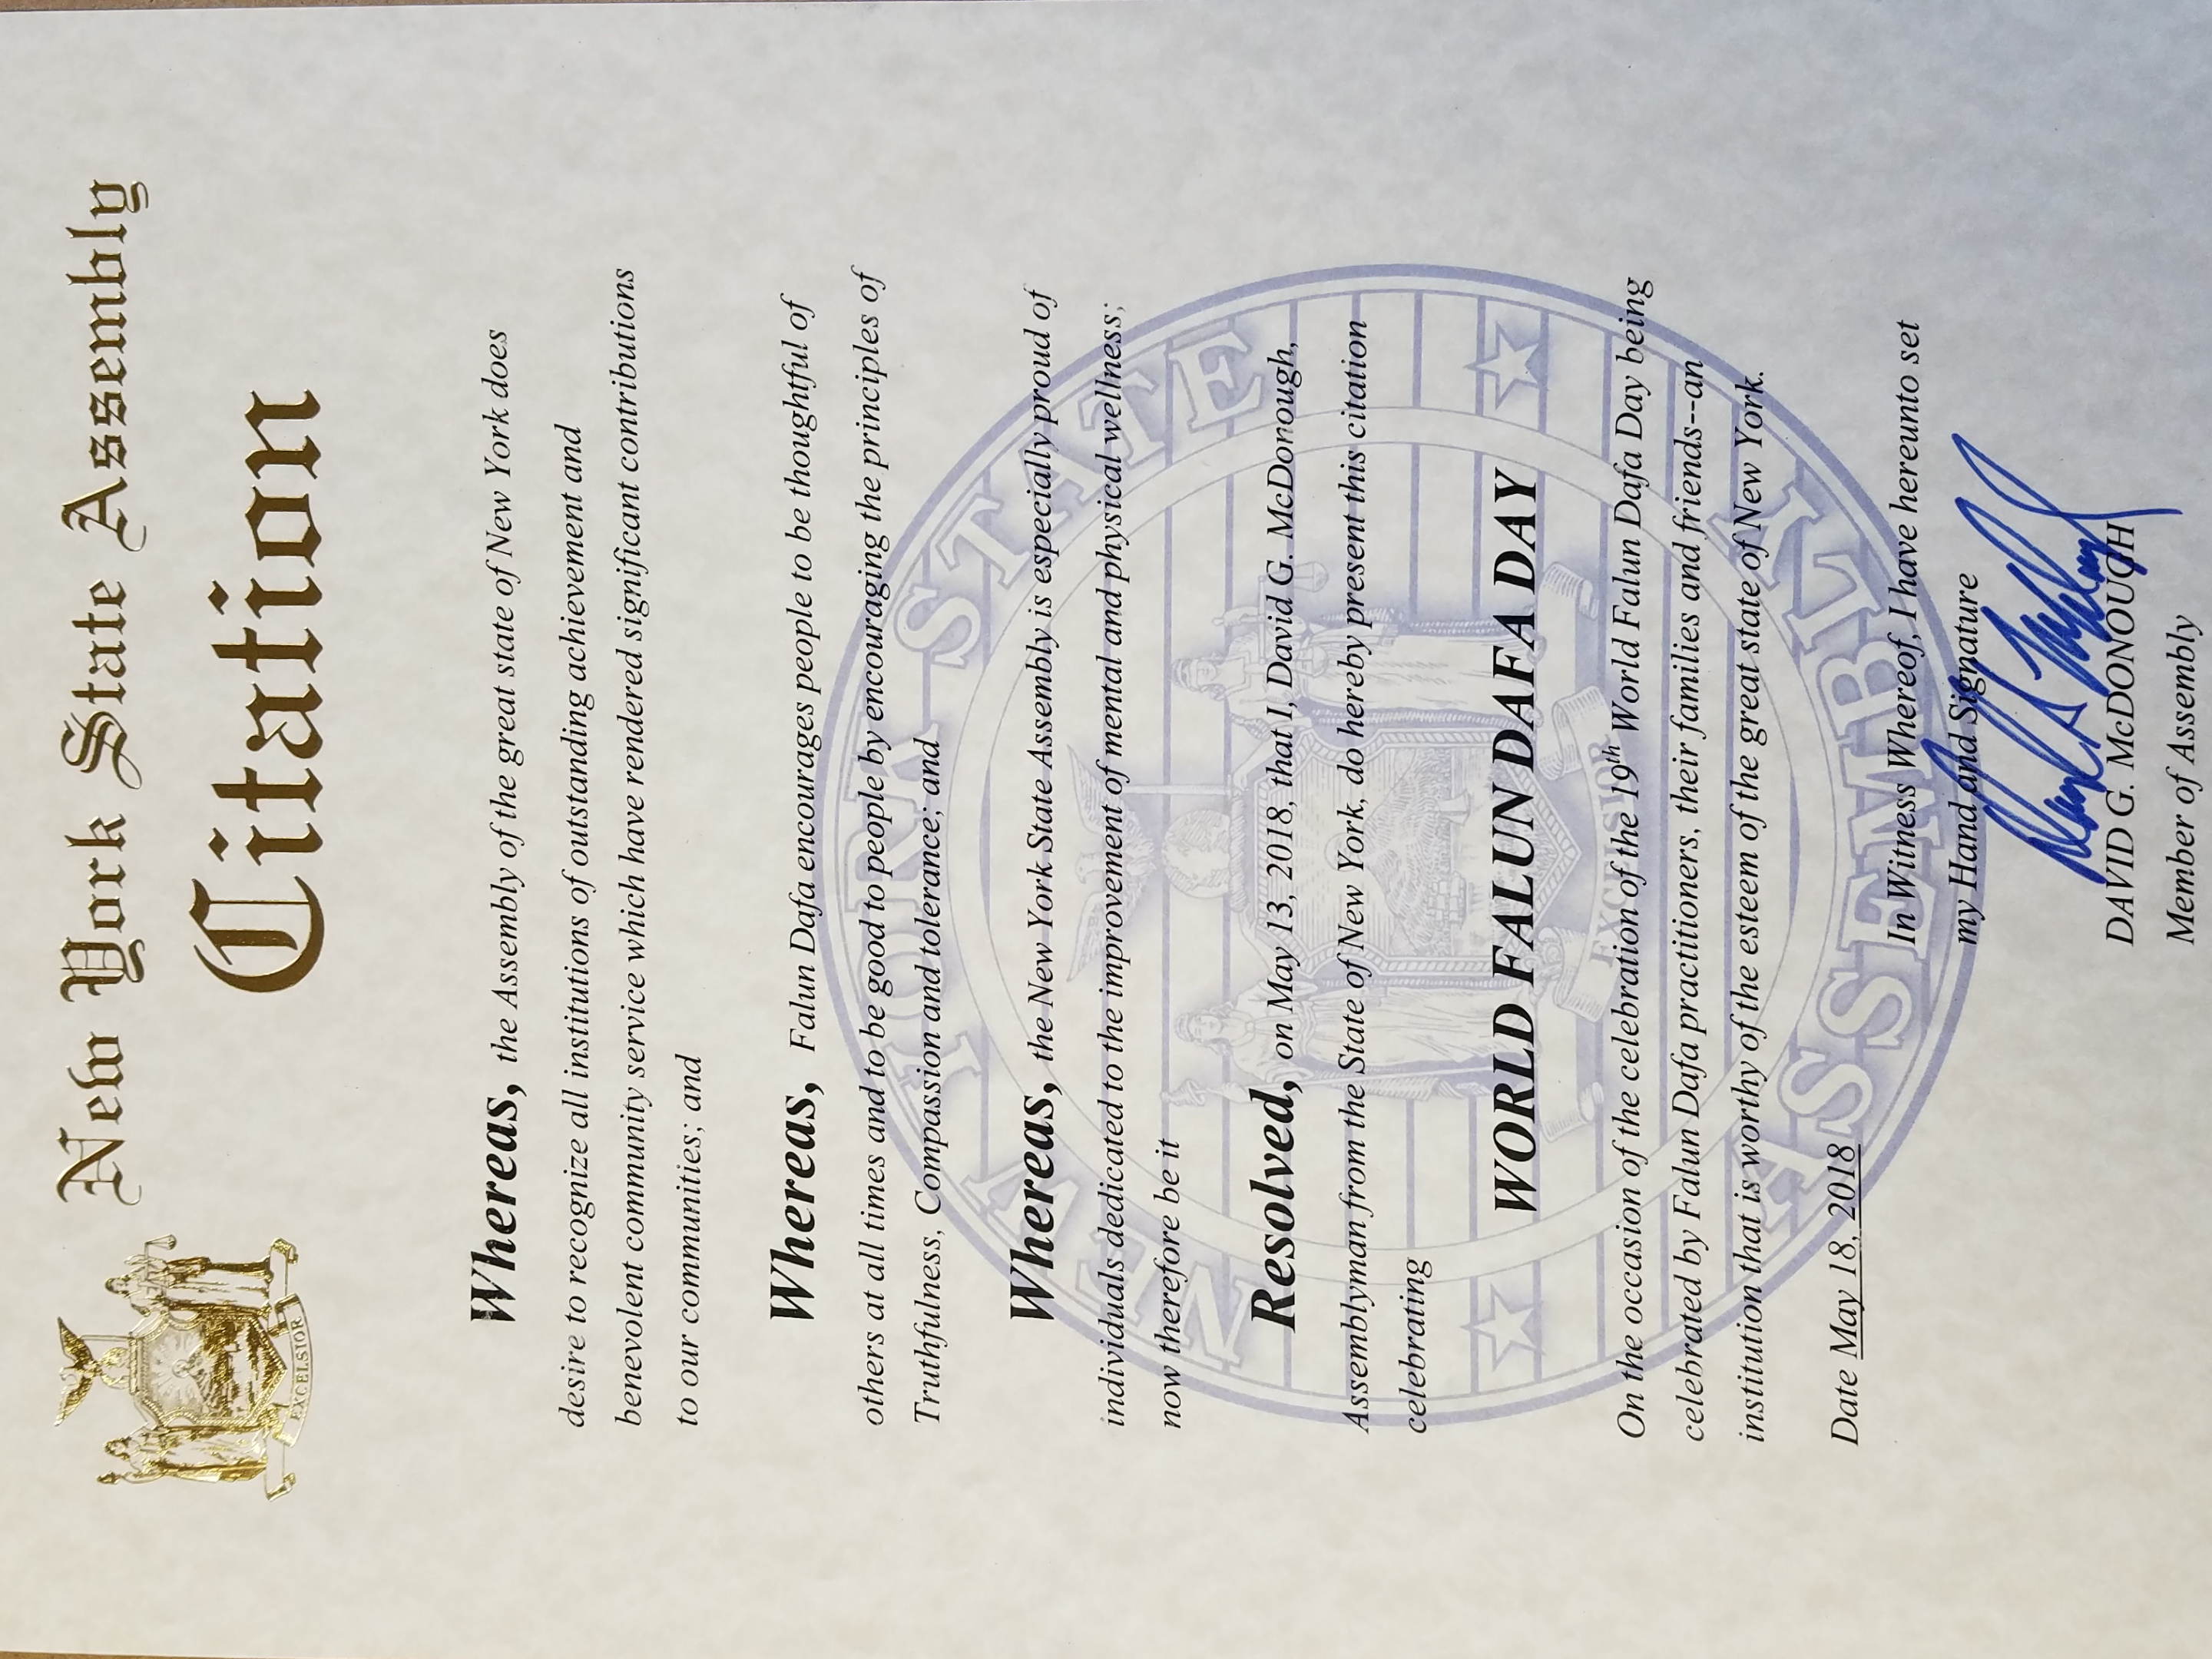 New York State Assembly
Citation
EXCELSIOR
Whereas, the Assembly of the great state of New York does
desire to recognize all institutions of outstanding achievement and
benevolent community service which have rendered significant contributions
to our communities; and
Whereas, Falun Dafa encourages people to be thoughtful of
others at all times and to be good to people by encouraging the principles of
Truthfulness, Compassion and tolerance; and
Whereas, the New York State Assembly is especially proud of
individuals dedicated to the improvement of mental and physical wellness;
now therefore be it
Resolved, on May 13, 2018, that I, David G. McDonough,
Assemblyman from the State of New York, do hereby present this citation
celebrating
WORLD FALUN DAFA DAY
On the occasion of the celebration of the 19th World Falun Dafa Day being
celebrated by Falun Dafa practitioners, their families and friends--an
institution that is worthy of the esteem of the great state of New York.
Date May 18, 2018
In Witness Whereof, I have hereunto set
my Hand and Signature
DAVID G. McDONOUGH
Member of Assembly
NEW YORK STATE
ASSEMBLY
EXCELSIOR